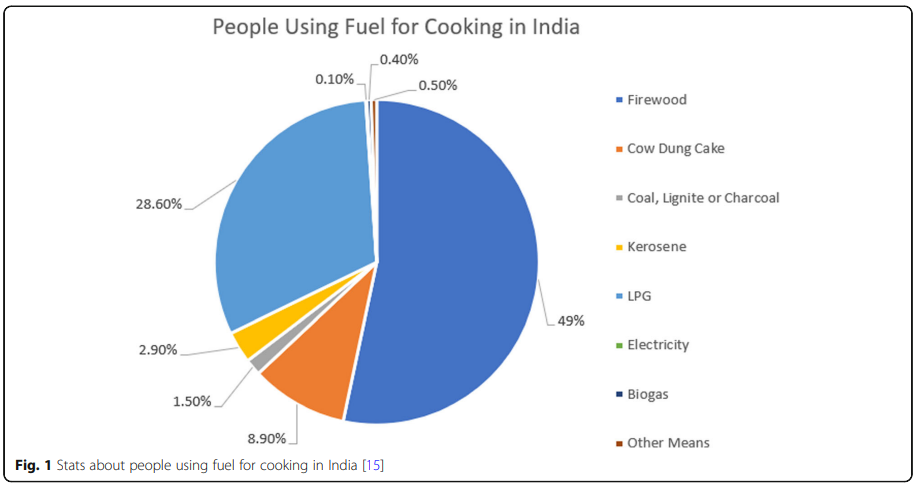 People Using Fuel for Cooking in India
0.40%
0.10%
0.50%
28.60%
49%
2.90%
1.50%
8.90%
Firewood
Cow Dung Cake
Coal, Lignite or Charcoal
Kerosene
LPG
Electricity
Biogas
Other Means
Fig. 1 Stats about people using fuel for cooking in India [15]